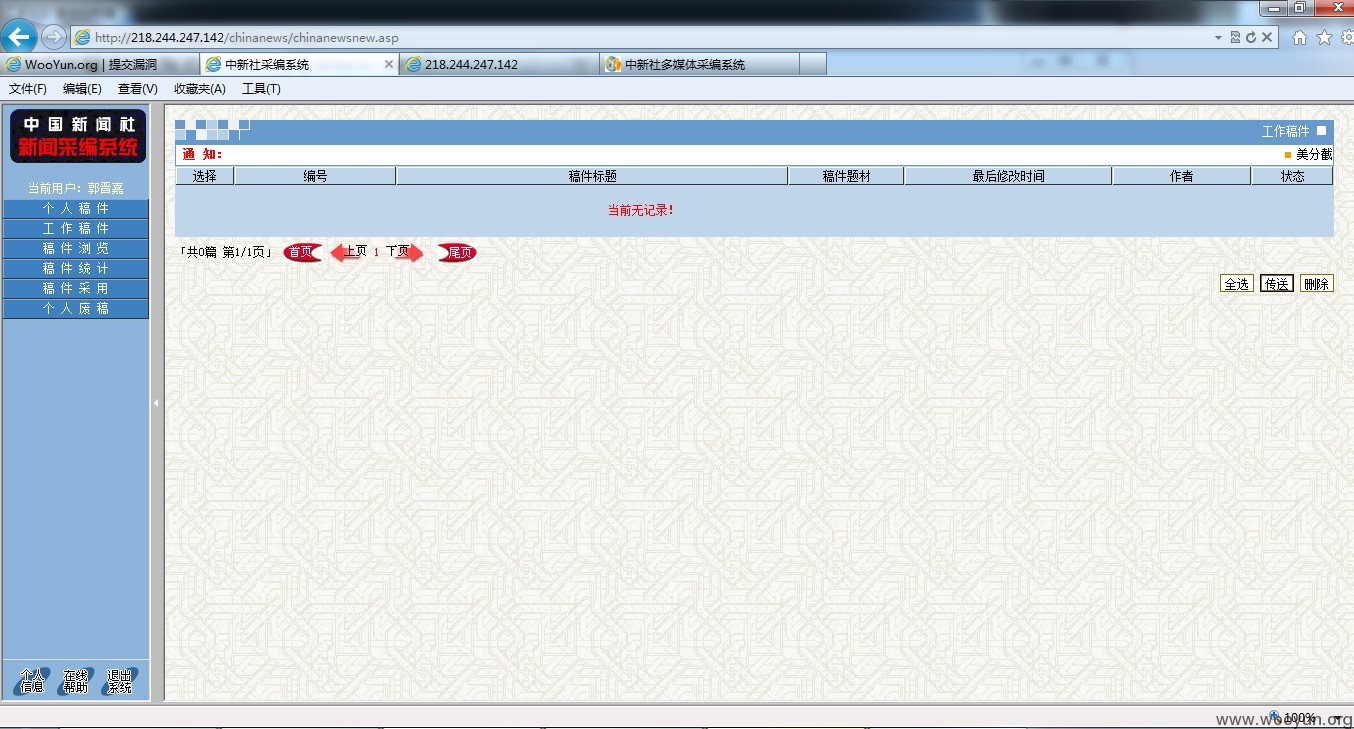 http://218.244.247.142/chinanews/chinanewsnew.asp
WooYun.org | 提交漏洞
中新社采编系统
218.244.247.142
中新社多媒体采编系统
文件(F) 编辑(E) 查看(V) 收藏夹(A) 工具(T)
中国新闻社
新闻采编系统
当前用户：郭晋嘉
个人稿件
工作稿件
稿件浏览
稿件统计
稿件采用
个人废稿
个人信息
在线帮助
退出系统
工作稿件
通 知：
美分裁
选择 编号 稿件标题 稿件题材 最后修改时间 作者 状态
当前无记录！
「共0篇 第1/1页」 首页 上页 1 下页 尾页
全选 传送 删除
100%
www.wooyun.org